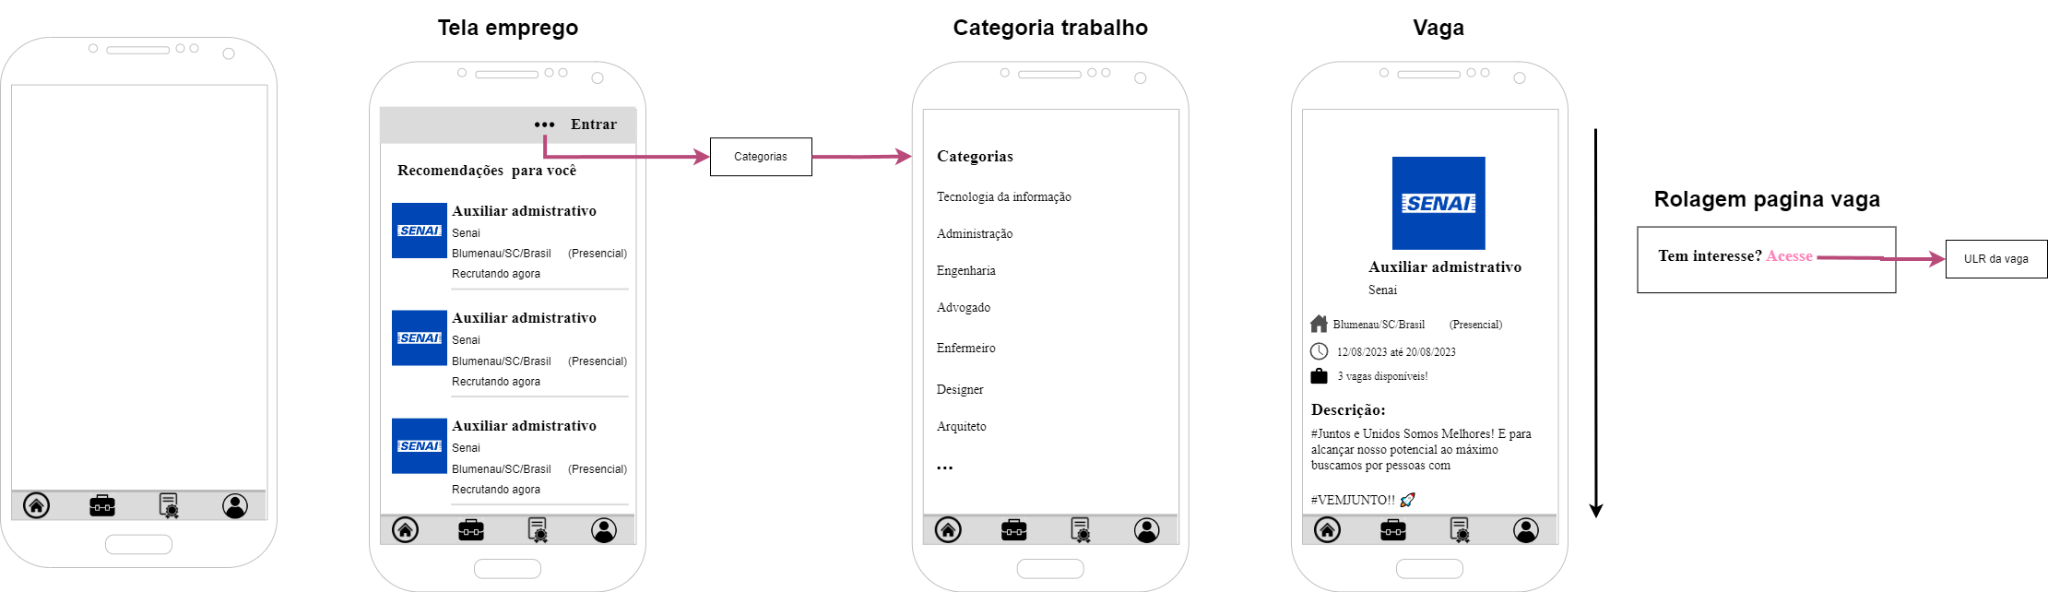 Tela emprego
••• Entrar
Recomendações para você
SENAI
Auxiliar admistrativo
Senai
Blumenau/SC/Brasil (Presencial)
Recrutando agora
SENAI
Auxiliar admistrativo
Senai
Blumenau/SC/Brasil (Presencial)
Recrutando agora
SENAI
Auxiliar admistrativo
Senai
Blumenau/SC/Brasil (Presencial)
Recrutando agora
Categorias
Categoria trabalho
Categorias
Tecnologia da informação
Administração
Engenharia
Advogado
Enfermeiro
Designer
Arquiteto
...
Vaga
SENAI
Auxiliar admistrativo
Senai
Blumenau/SC/Brasil (Presencial)
12/08/2023 até 20/08/2023
3 vagas disponíveis!
Descrição:
#Juntos e Unidos Somos Melhores! E para
alcançar nosso potencial ao máximo
buscamos por pessoas com
#VEMJUNTO!! 🚀
Rolagem pagina vaga
Tem interesse? Acesse
ULR da vaga